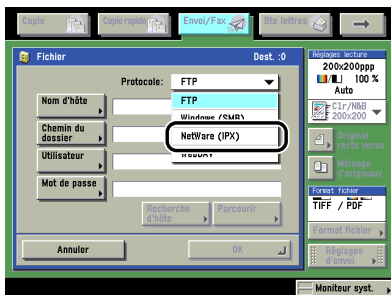 Copie
Copie rapide
Envoi/Fax
Bts lettres
Fichier
Dest. :0
Protocole:
FTP
FTP
Windows (SMB)
NetWare (IPX)
WebDAV
Nom d'hôte
Chemin du
dossier
Utilisateur
Mot de passe
Recherche
d'hôte
Parcourir
Annuler
OK
Réglages lecture
200x200ppp
100 %
Auto
Clr/N&B
200x200
Original
recto verso
Mélange
d'originaux
Format fichier
TIFF / PDF
Format fichier
Réglages
d'envoi
Moniteur syst.